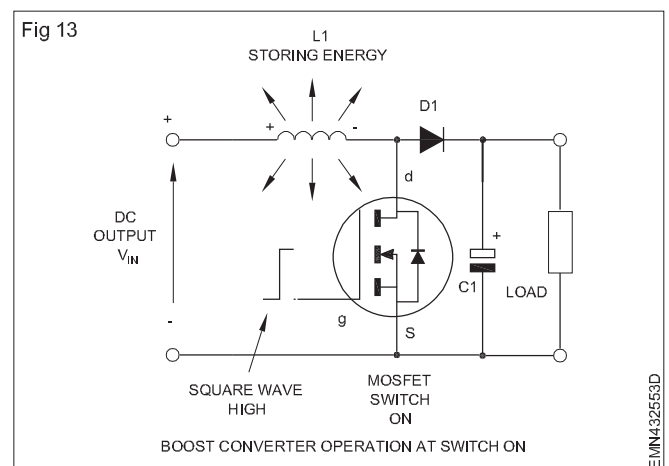 Fig 13
L1
STORING ENERGY
D1
+
+
-
d
DC
OUTPUT
VIN
+
C1
LOAD
g
S
-
SQUARE WAVE
HIGH
MOSFET
SWITCH
ON
BOOST CONVERTER OPERATION AT SWITCH ON
EMN432553D